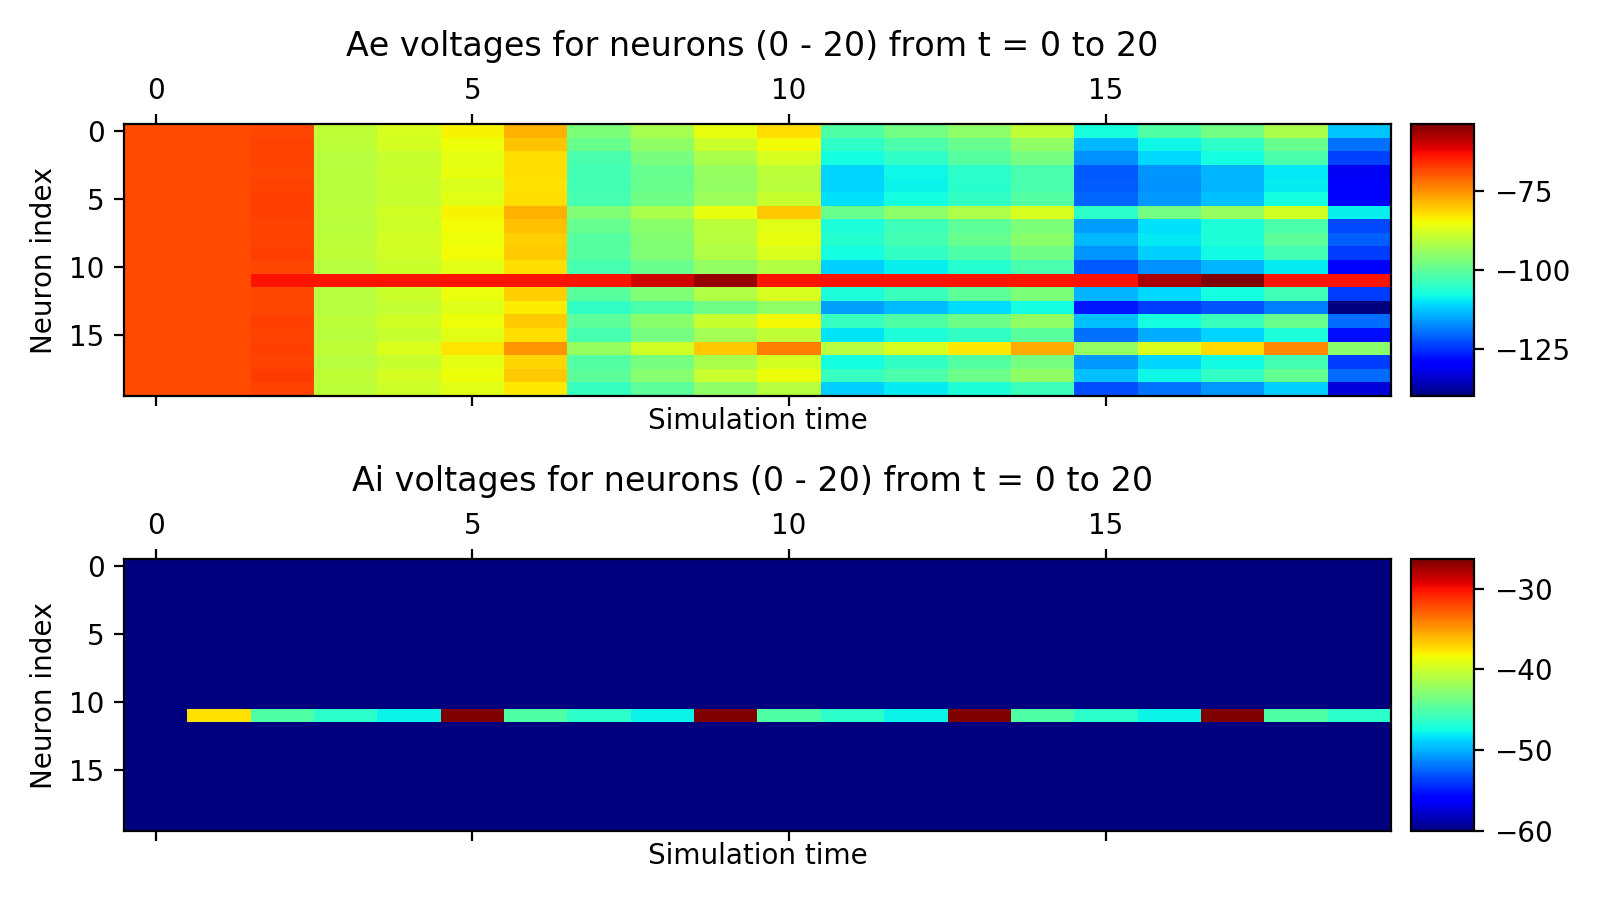 Ae voltages for neurons (0 - 20) from t = 0 to 20
0 5 10 15
Neuron index
0
5
10
15
−75
−100
−125
Simulation time
Ai voltages for neurons (0 - 20) from t = 0 to 20
0 5 10 15
Neuron index
0
5
10
15
−30
−40
−50
−60
Simulation time